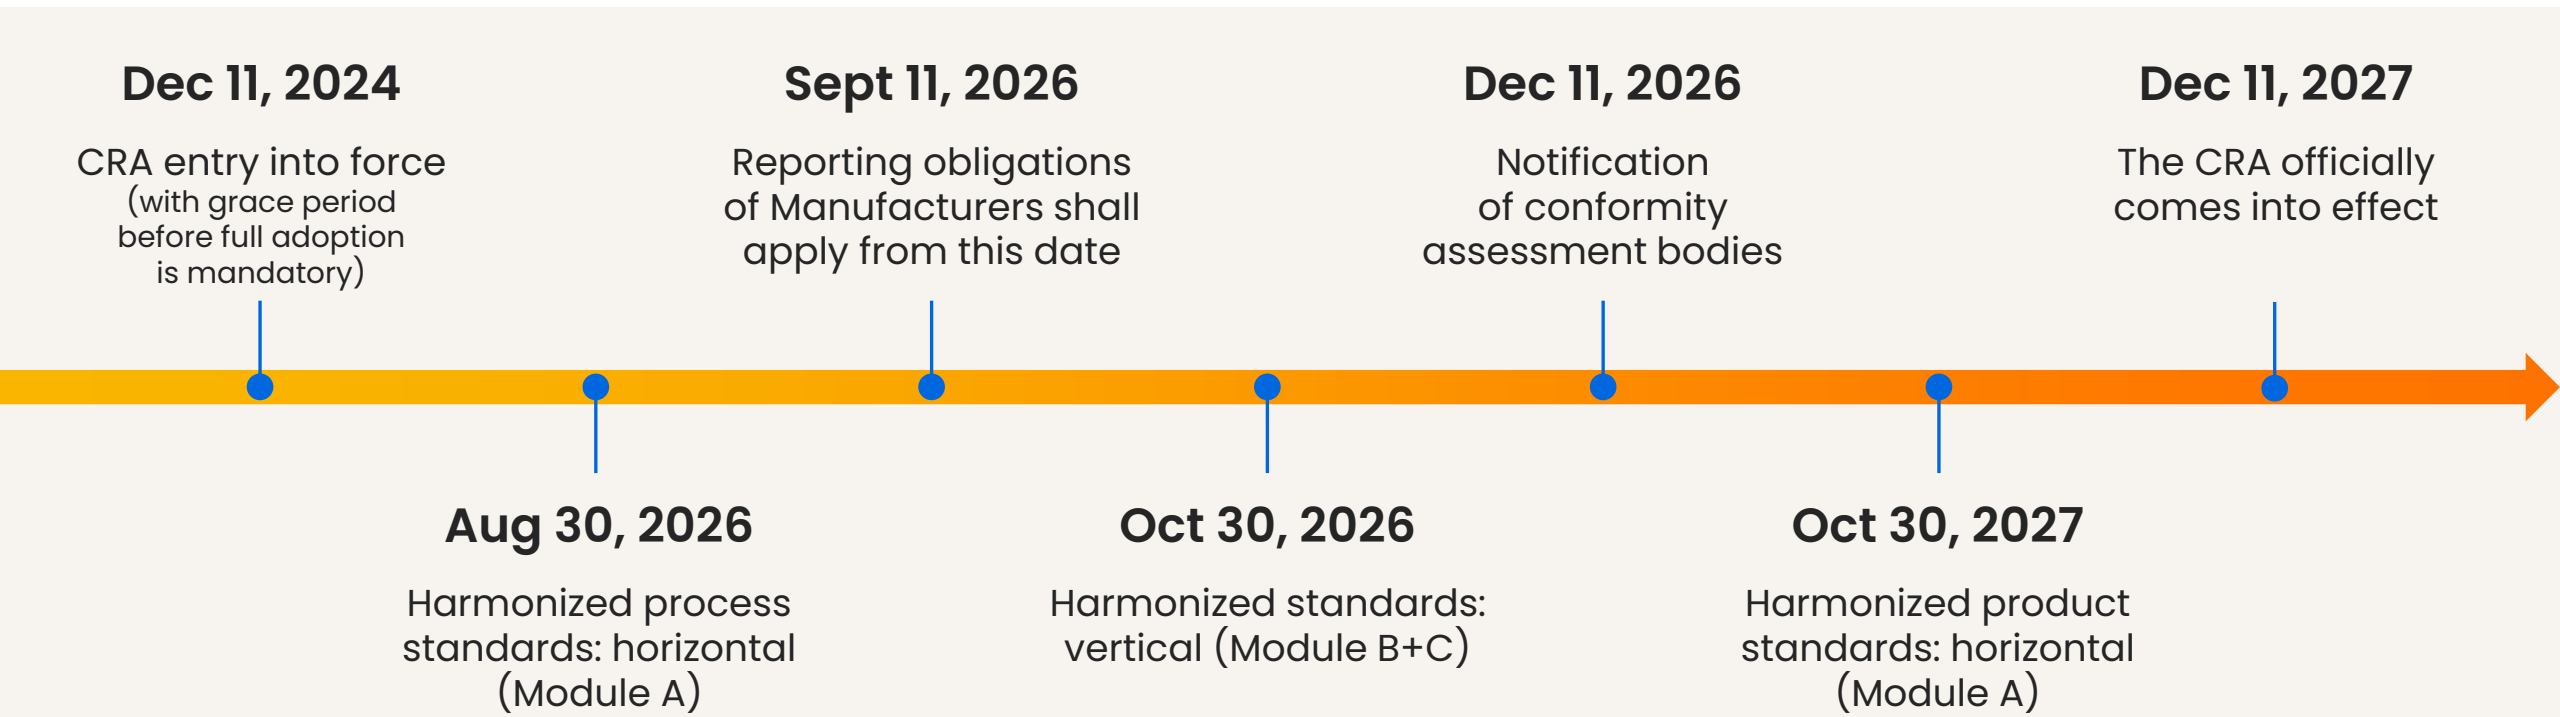 Dec 11, 2024
CRA entry into force
(with grace period
before full adoption
is mandatory)
Sept 11, 2026
Reporting obligations
of Manufacturers shall
apply from this date
Dec 11, 2026
Notification
of conformity
assessment bodies
Dec 11, 2027
The CRA officially
comes into effect
Aug 30, 2026
Harmonized process
standards: horizontal
(Module A)
Oct 30, 2026
Harmonized standards:
vertical (Module B+C)
Oct 30, 2027
Harmonized product
standards: horizontal
(Module A)